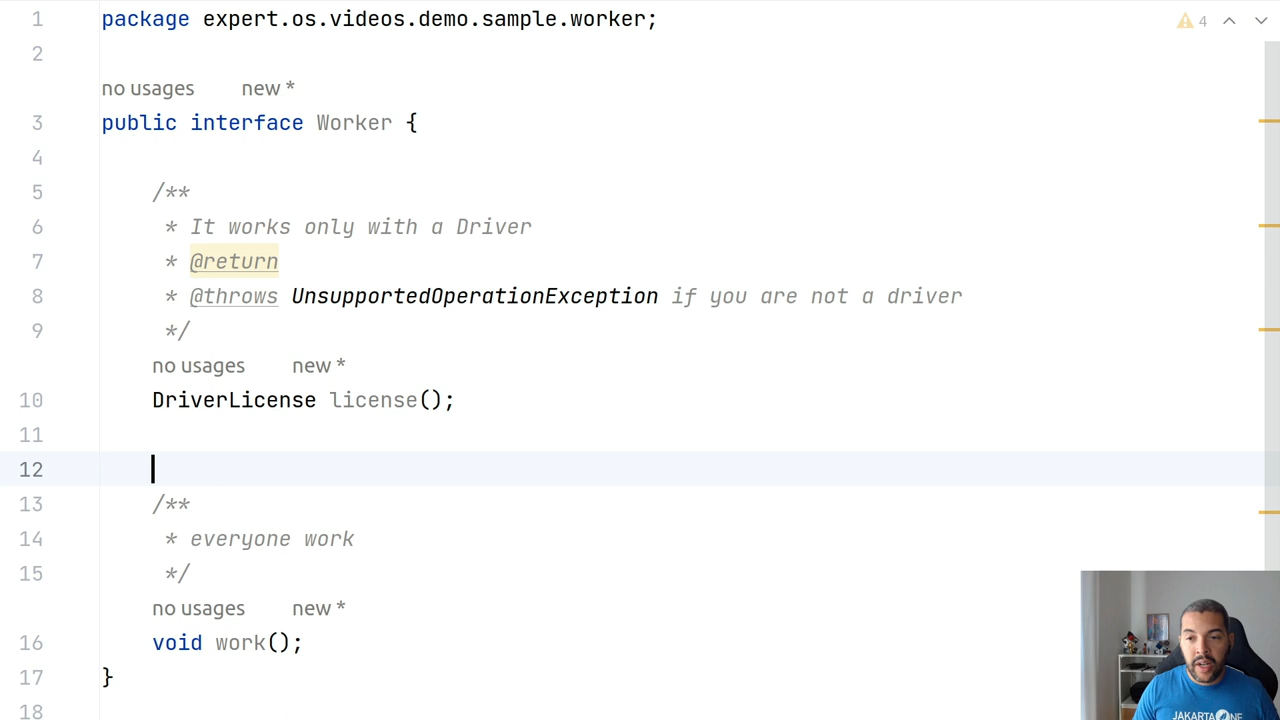 1 package expert.os.videos.demo.sample.worker; 4
2
no usages new *
3 public interface Worker {
4
5 /**
6 * It works only with a Driver
7 * @return
8 * @throws UnsupportedOperationException if you are not a driver
9 */
no usages new *
10 DriverLicense license();
11
12
13 /**
14 * everyone work
15 */
no usages new *
16 void work();
17 }
18
JAKARTAONE